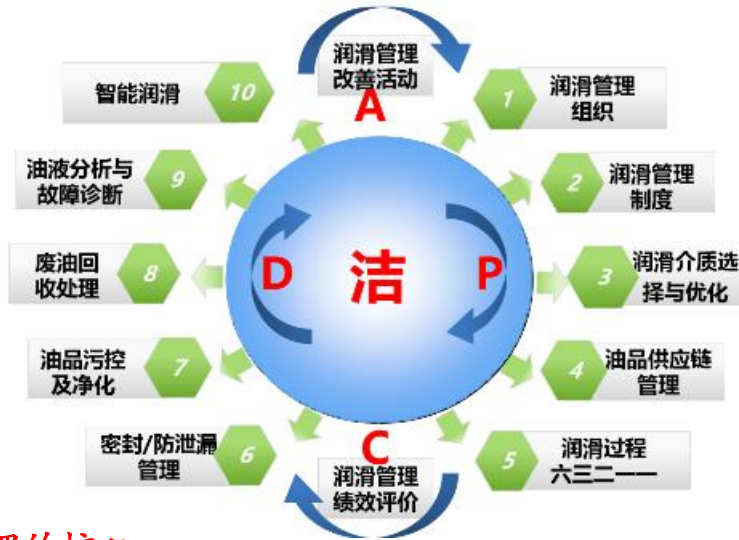 润滑管理
改善活动
A
1
润滑管理
组织
2
润滑管理
制度
3
润滑介质选
择与优化
4
油品供应链
管理
5
润滑过程
六三二一一
C
润滑管理
绩效评价
6
密封/防泄漏
管理
7
油品污控
及净化
8
废油回
收处理
9
油液分析与
故障诊断
10
智能润滑
D
洁
P